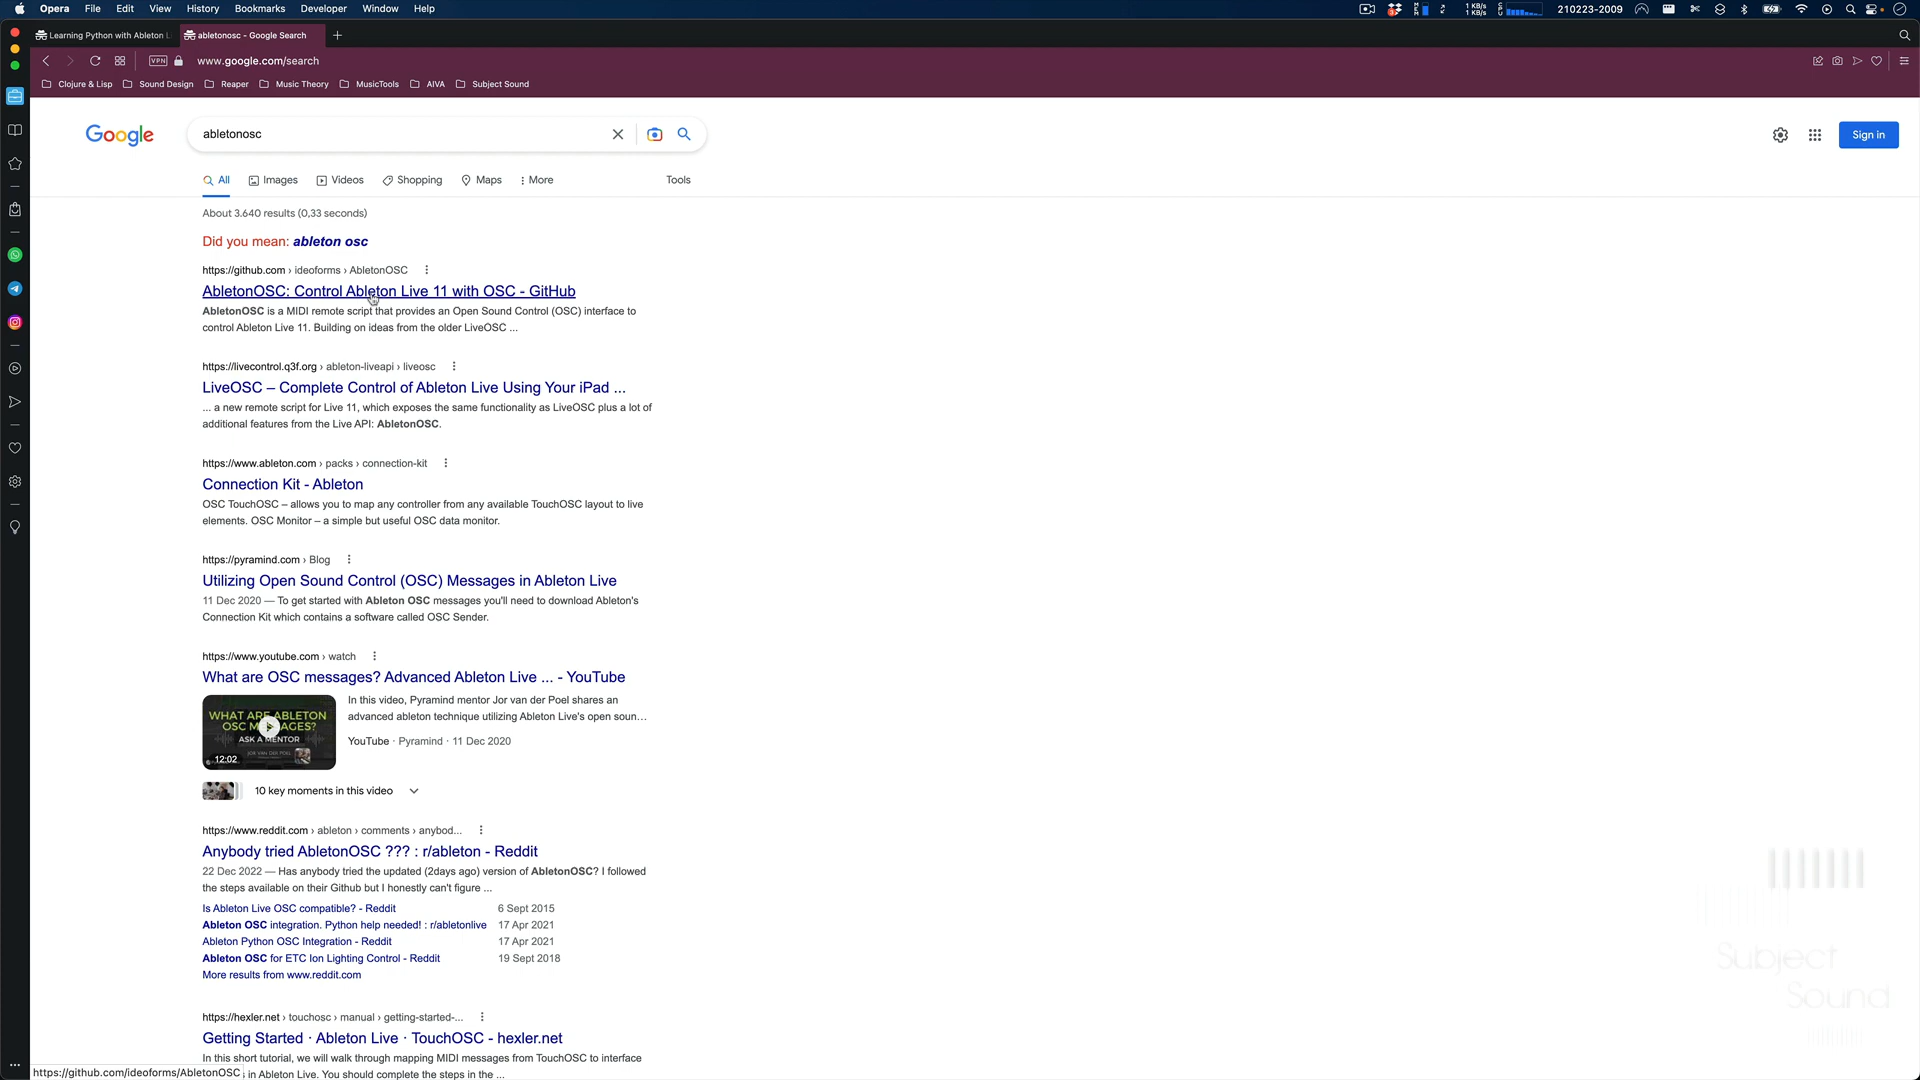 Opera File Edit View History Bookmarks Developer Window Help
1 KB/s
1 KB/s
210223-2009
Learning Python with Ableton L
abletonosc - Google Search
VPN
www.google.com/search
Clojure & Lisp Sound Design Reaper Music Theory MusicTools AIVA Subject Sound
Google
abletonosc
Sign in
All Images Videos Shopping Maps More Tools
About 3.640 results (0,33 seconds)
Did you mean: ableton osc
https://github.com › ideoforms › AbletonOSC
AbletonOSC: Control Ableton Live 11 with OSC - GitHub
AbletonOSC is a MIDI remote script that provides an Open Sound Control (OSC) interface to
control Ableton Live 11. Building on ideas from the older LiveOSC ...
https://livecontrol.q3f.org › ableton-liveapi › liveosc
LiveOSC – Complete Control of Ableton Live Using Your iPad ...
... a new remote script for Live 11, which exposes the same functionality as LiveOSC plus a lot of
additional features from the Live API: AbletonOSC.
https://www.ableton.com › packs › connection-kit
Connection Kit - Ableton
OSC TouchOSC – allows you to map any controller from any available TouchOSC layout to live
elements. OSC Monitor – a simple but useful OSC data monitor.
https://pyramind.com › Blog
Utilizing Open Sound Control (OSC) Messages in Ableton Live
11 Dec 2020 — To get started with Ableton OSC messages you'll need to download Ableton's
Connection Kit which contains a software called OSC Sender.
https://www.youtube.com › watch
What are OSC messages? Advanced Ableton Live ... - YouTube
WHAT ARE ABLETON
ASK A MENTOR
JOR VAN DER POEL
12:02
In this video, Pyramind mentor Jor van der Poel shares an
advanced ableton technique utilizing Ableton Live's open soun...
YouTube · Pyramind · 11 Dec 2020
10 key moments in this video
https://www.reddit.com › ableton › comments › anybod...
Anybody tried AbletonOSC ??? : r/ableton - Reddit
22 Dec 2022 — Has anybody tried the updated (2days ago) version of AbletonOSC? I followed
the steps available on their Github but I honestly can't figure ...
Is Ableton Live OSC compatible? - Reddit 6 Sept 2015
Ableton OSC integration. Python help needed! : r/abletonlive 17 Apr 2021
Ableton Python OSC Integration - Reddit 17 Apr 2021
Ableton OSC for ETC Ion Lighting Control - Reddit 19 Sept 2018
More results from www.reddit.com
https://hexler.net › touchosc › manual › getting-started-...
Getting Started · Ableton Live · TouchOSC - hexler.net
In this short tutorial, we will walk through mapping MIDI messages from TouchOSC to interface
in Ableton Live. You should complete the steps in the ...
https://github.com/ideoforms/AbletonOSC
Subject
Sound